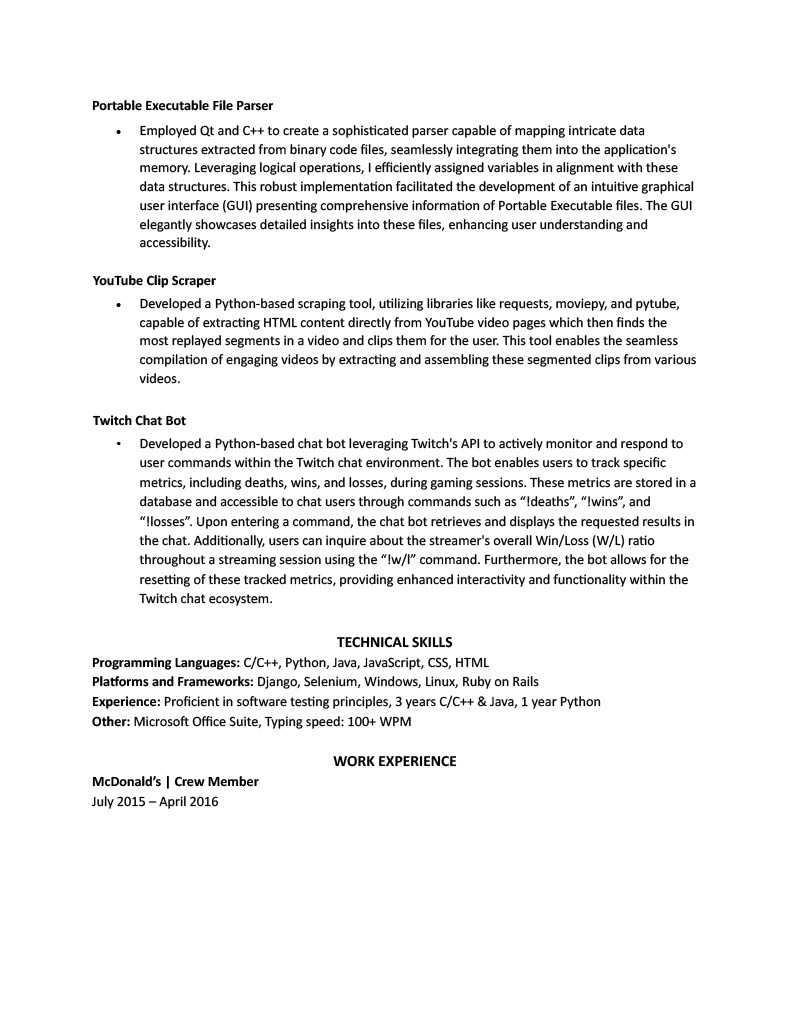 Portable Executable File Parser
• Employed Qt and C++ to create a sophisticated parser capable of mapping intricate data
structures extracted from binary code files, seamlessly integrating them into the application's
memory. Leveraging logical operations, I efficiently assigned variables in alignment with these
data structures. This robust implementation facilitated the development of an intuitive graphical
user interface (GUI) presenting comprehensive information of Portable Executable files. The GUI
elegantly showcases detailed insights into these files, enhancing user understanding and
accessibility.
YouTube Clip Scraper
• Developed a Python-based scraping tool, utilizing libraries like requests, moviepy, and pytube,
capable of extracting HTML content directly from YouTube video pages which then finds the
most replayed segments in a video and clips them for the user. This tool enables the seamless
compilation of engaging videos by extracting and assembling these segmented clips from various
videos.
Twitch Chat Bot
• Developed a Python-based chat bot leveraging Twitch's API to actively monitor and respond to
user commands within the Twitch chat environment. The bot enables users to track specific
metrics, including deaths, wins, and losses, during gaming sessions. These metrics are stored in a
database and accessible to chat users through commands such as “!deaths”, “!wins”, and
“!losses”. Upon entering a command, the chat bot retrieves and displays the requested results in
the chat. Additionally, users can inquire about the streamer's overall Win/Loss (W/L) ratio
throughout a streaming session using the “!w/l” command. Furthermore, the bot allows for the
resetting of these tracked metrics, providing enhanced interactivity and functionality within the
Twitch chat ecosystem.
TECHNICAL SKILLS
Programming Languages: C/C++, Python, Java, JavaScript, CSS, HTML
Platforms and Frameworks: Django, Selenium, Windows, Linux, Ruby on Rails
Experience: Proficient in software testing principles, 3 years C/C++ & Java, 1 year Python
Other: Microsoft Office Suite, Typing speed: 100+ WPM
WORK EXPERIENCE
McDonald’s | Crew Member
July 2015 – April 2016